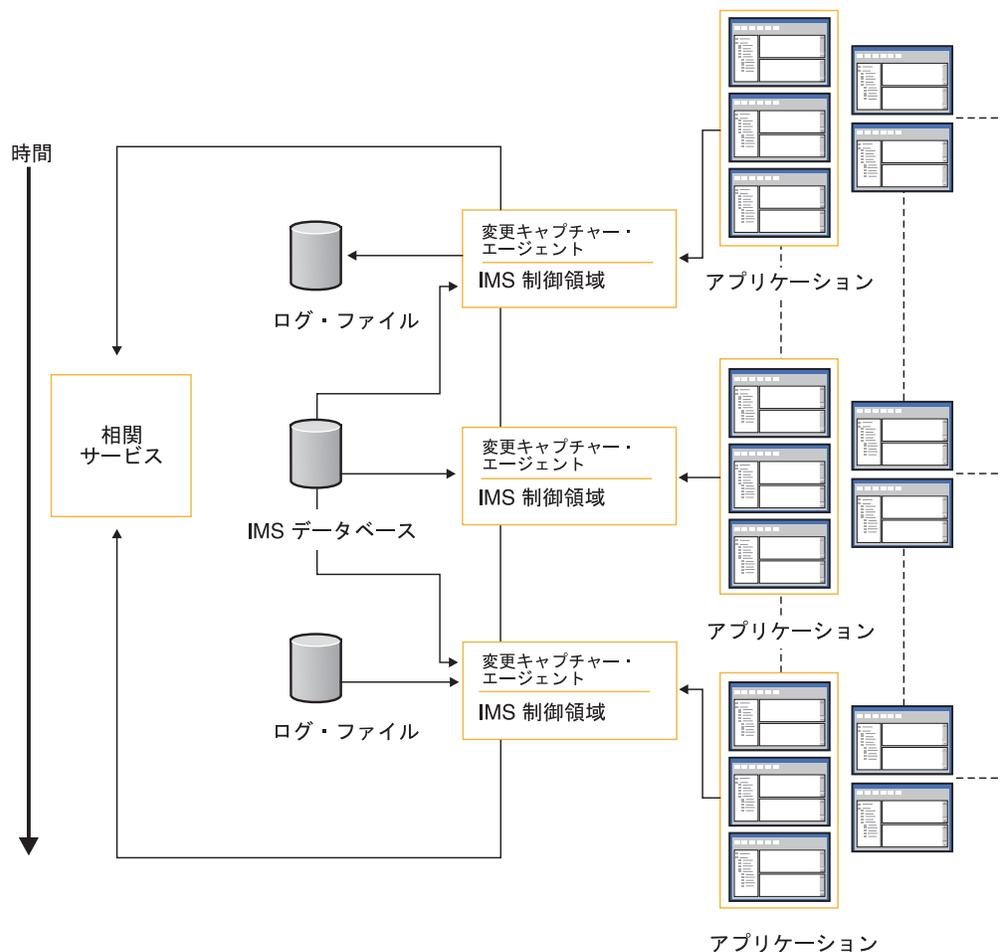 時間
変更キャプチャー・
エージェント
IMS 制御領域
アプリケーション
ログ・ファイル
相関
サービス
変更キャプチャー・
エージェント
IMS 制御領域
IMS データベース
アプリケーション
変更キャプチャー・
エージェント
IMS 制御領域
ログ・ファイル
アプリケーション